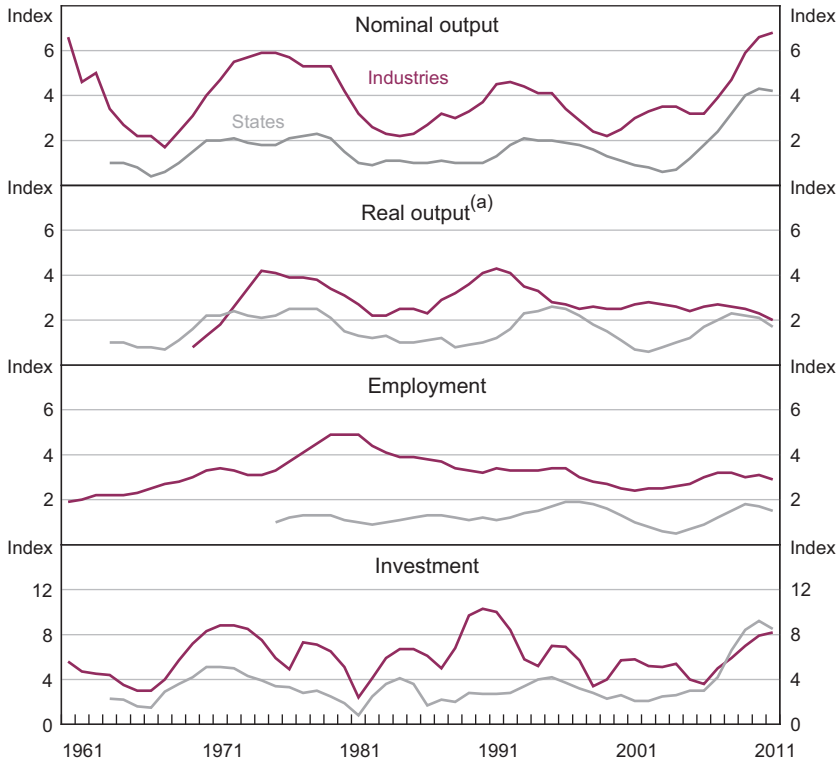 Index Nominal output Index
6 6
Industries
4 4
States
2 2
Index Real output(a) Index
6 6
4 4
2 2
Index Employment Index
6 6
4 4
2 2
Index Investment Index
12 12
8 8
4 4
0 0
1961 1971 1981 1991 2001 2011